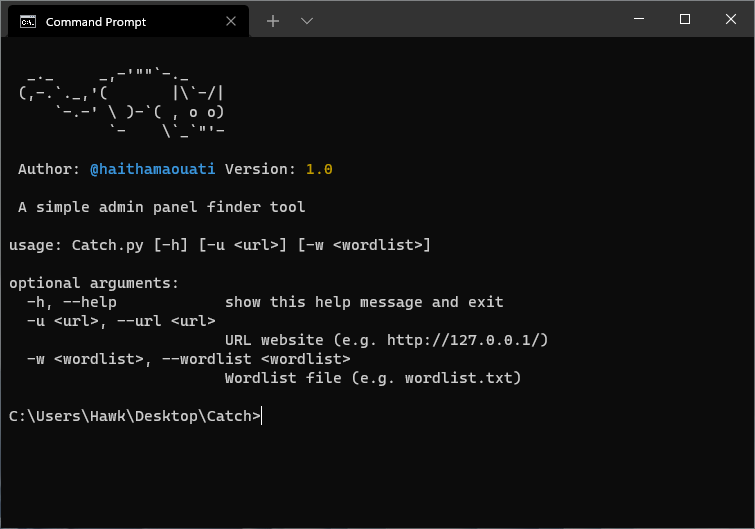 Command Prompt
   _._     _,-'""`-._
 (,-.`._,'(       |\`-/|
     `-.-' \ )-`( , o o)
           `-    \`_`"'-
 Author: @haithamaouati Version: 1.0
 A simple admin panel finder tool
usage: Catch.py [-h] [-u <url>] [-w <wordlist>]
optional arguments:
  -h, --help            show this help message and exit
  -u <url>, --url <url>
                        URL website (e.g. http://127.0.0.1/)
  -w <wordlist>, --wordlist <wordlist>
                        Wordlist file (e.g. wordlist.txt)
C:\Users\Hawk\Desktop\Catch>